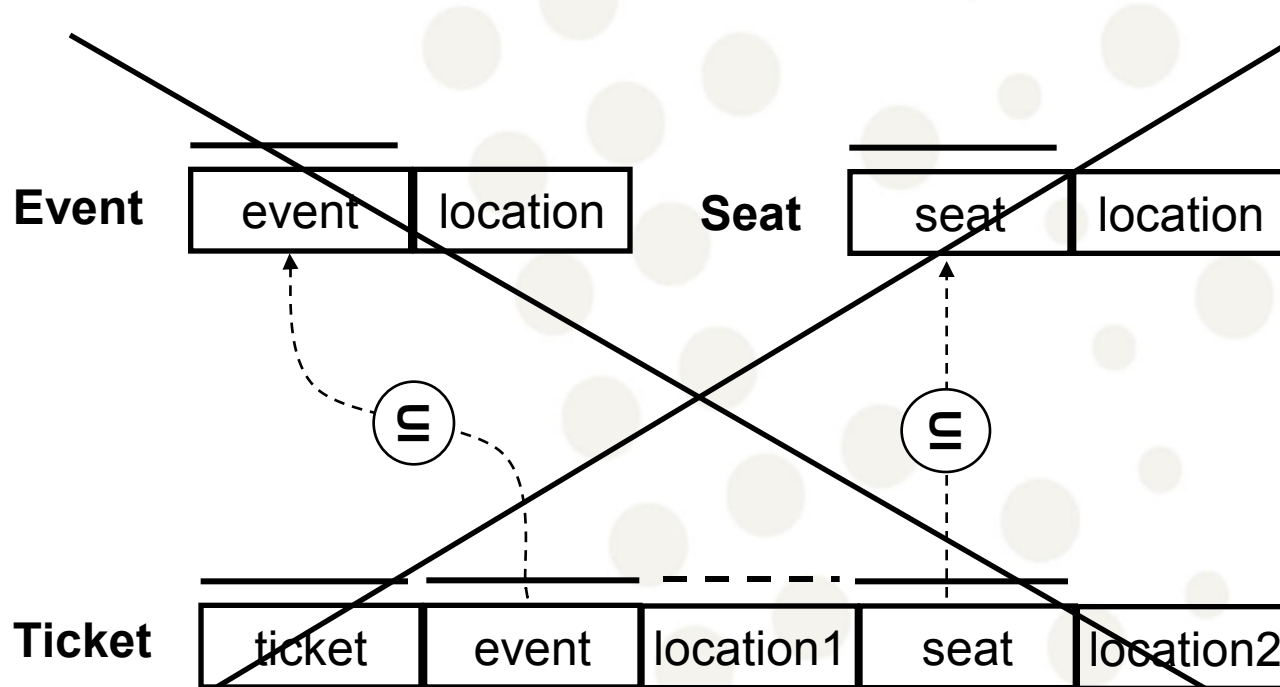 Event event location Seat seat location
⊆ ⊆
Ticket ticket event location1 seat location2